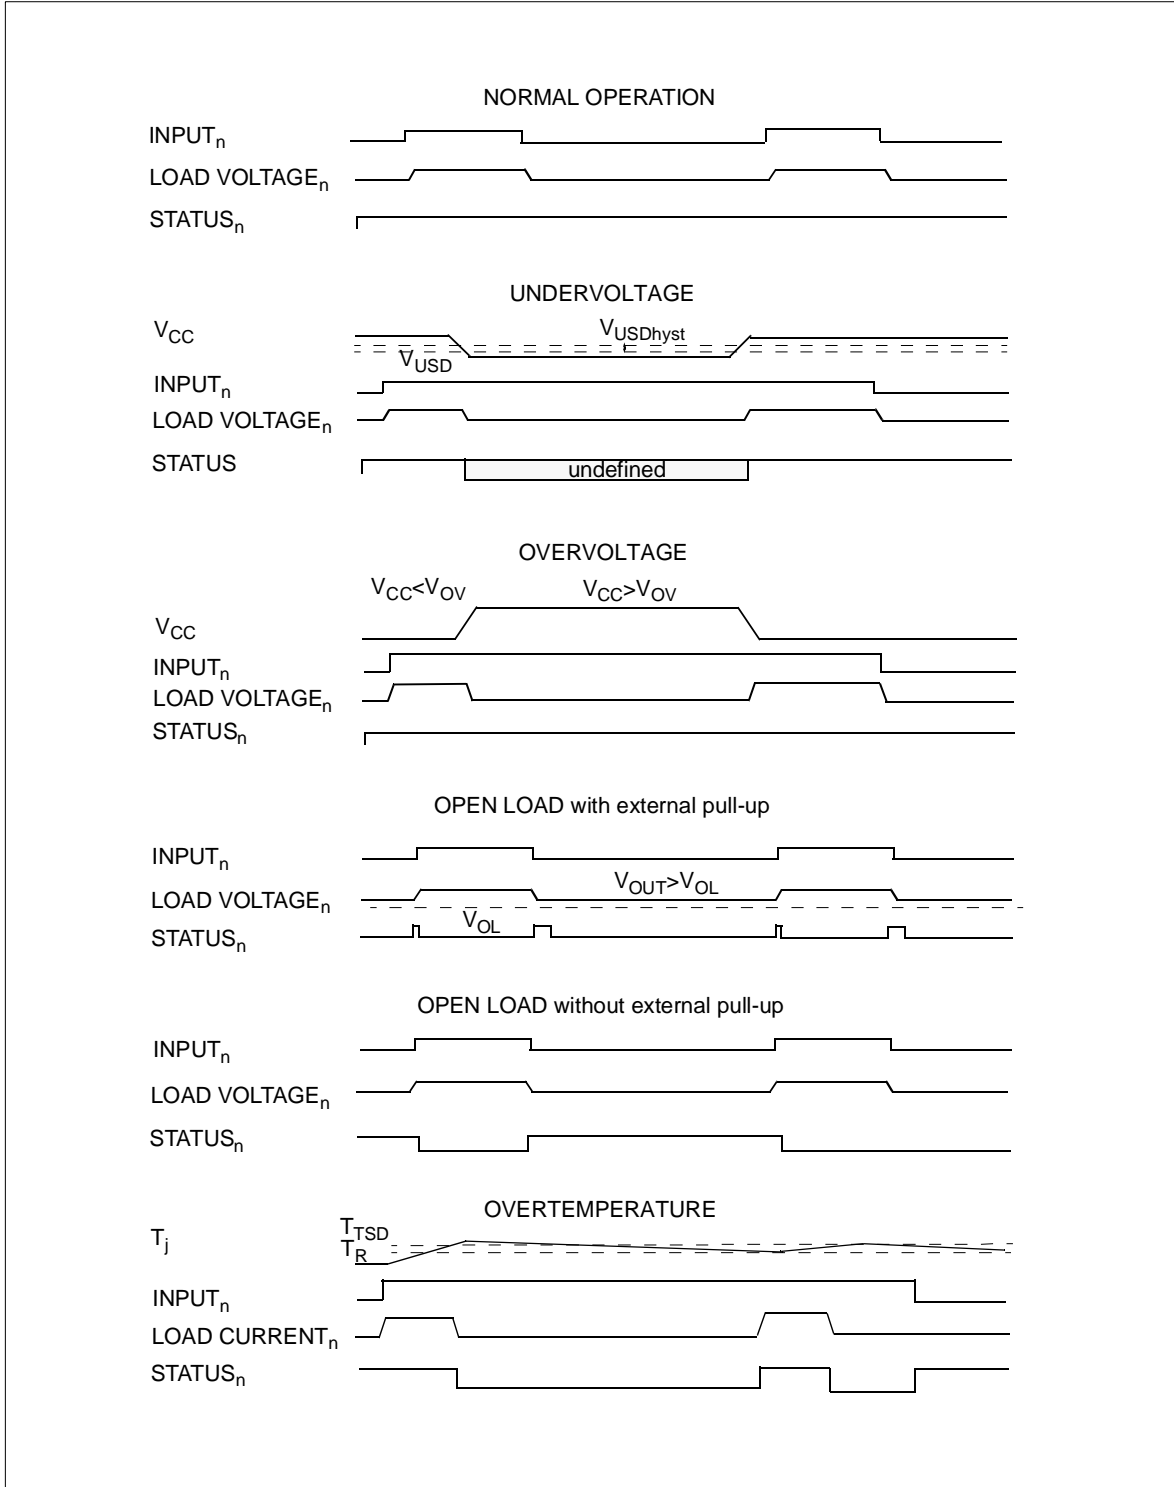 NORMAL OPERATION
INPUTn
LOAD VOLTAGEn
STATUSn
UNDERVOLTAGE
VCC
VUSDhyst
VUSD
INPUTn
LOAD VOLTAGEn
STATUS
undefined
OVERVOLTAGE
VCC<VOV
VCC>VOV
VCC
INPUTn
LOAD VOLTAGEn
STATUSn
OPEN LOAD with external pull-up
INPUTn
LOAD VOLTAGEn
VOUT>VOL
VOL
STATUSn
OPEN LOAD without external pull-up
INPUTn
LOAD VOLTAGEn
STATUSn
OVERTEMPERATURE
Tj
TTSD
TR
INPUTn
LOAD CURRENTn
STATUSn